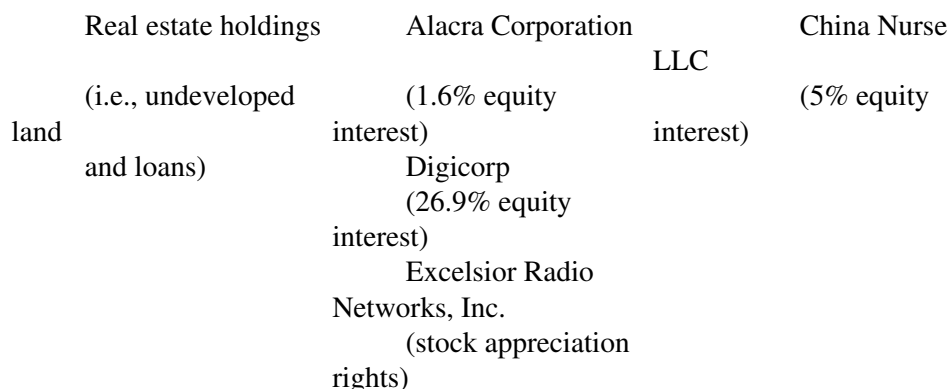 Real estate holdings Alacra Corporation China Nurse
LLC
(i.e., undeveloped (1.6% equity (5% equity
land interest) interest)
and loans) Digicorp
(26.9% equity
interest)
Excelsior Radio
Networks, Inc.
(stock appreciation
rights)